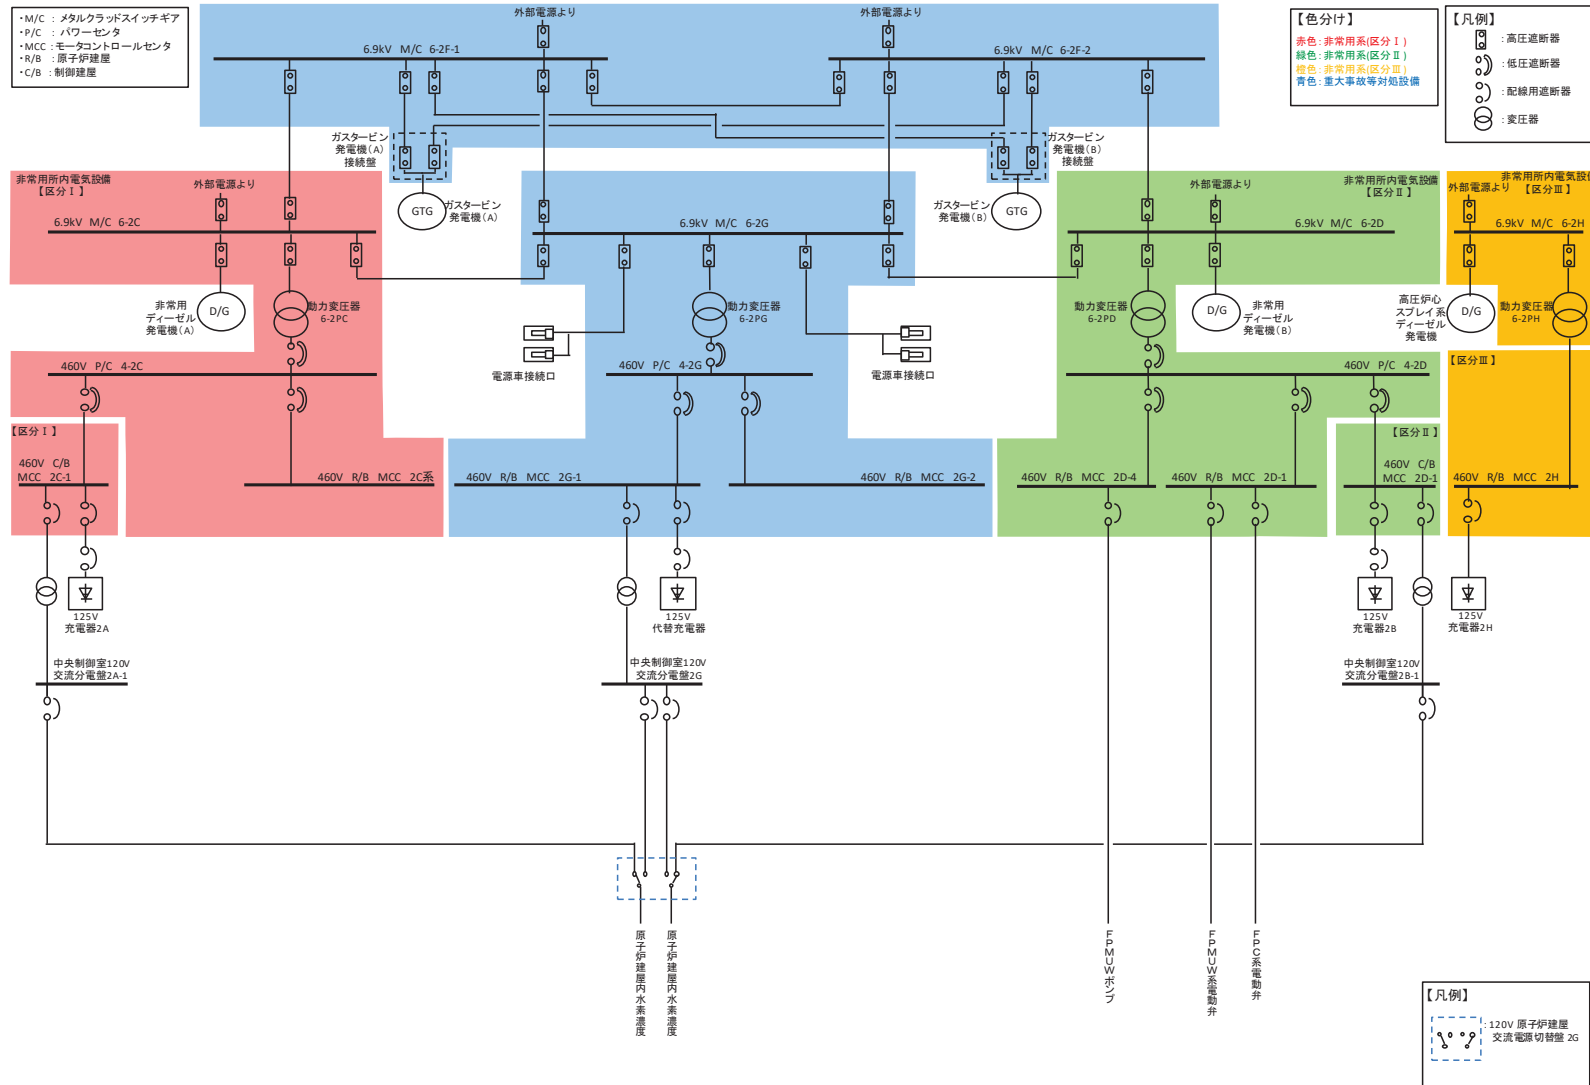 ・M/C ： メタルクラッドスイッチギア
・P/C ： パワーセンタ
・MCC ：モータコントロールセンタ
・R/B ：原子炉建屋
・C/B ：制御建屋
外部電源より
外部電源より
6.9kV M/C 6-2F-1
6.9kV M/C 6-2F-2
【色分け】
赤色：非常用系(区分Ⅰ)
緑色：非常用系(区分Ⅱ)
橙色：非常用系(区分Ⅲ)
青色：重大事故等対処設備
【凡例】
：高圧遮断器
：低圧遮断器
：配線用遮断器
：変圧器
ガスタービン
発電機(A)
接続盤
ガスタービン
発電機(B)
接続盤
GTG
ガスタービン
発電機(A)
ガスタービン
発電機(B)
GTG
非常用所内電気設備
【区分Ⅰ】
外部電源より
6.9kV M/C 6-2C
6.9kV M/C 6-2G
外部電源より
非常用所内電気設備
【区分Ⅱ】
6.9kV M/C 6-2D
非常用所内電気設備
【区分Ⅲ】
外部電源より
6.9kV M/C 6-2H
非常用
ディーゼル
発電機(A)
D/G
動力変圧器
6-2PC
動力変圧器
6-2PG
動力変圧器
6-2PD
D/G
非常用
ディーゼル
発電機(B)
高圧炉心
スプレイ系
ディーゼル
発電機
D/G
動力変圧器
6-2PH
電源車接続口
電源車接続口
460V P/C 4-2C
460V P/C 4-2G
460V P/C 4-2D
【区分Ⅲ】
【区分Ⅰ】
【区分Ⅱ】
460V C/B
MCC 2C-1
460V R/B MCC 2C系
460V R/B MCC 2G-1
460V R/B MCC 2G-2
460V R/B MCC 2D-4
460V R/B MCC 2D-1
460V C/B
MCC 2D-1
460V R/B MCC 2H
125V
充電器2A
125V
代替充電器
125V
充電器2B
125V
充電器2H
中央制御室120V
交流分電盤2A-1
中央制御室120V
交流分電盤2G
中央制御室120V
交流分電盤2B-1
原子炉建屋内水素濃度
原子炉建屋内水素濃度
FPMUWポンプ
FPMUW系電動弁
FPC系電動弁
【凡例】
：120V 原子炉建屋
交流電源切替盤 2G